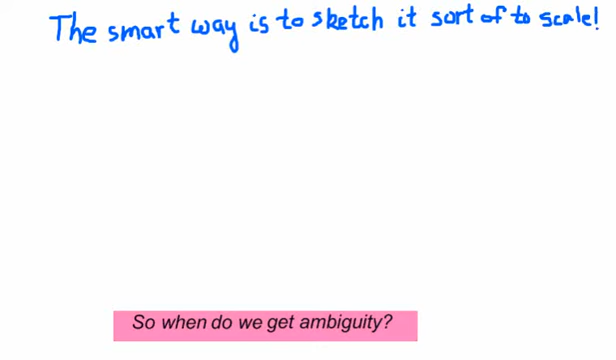 The smart way is to sketch it sort of to scale!
So when do we get ambiguity?